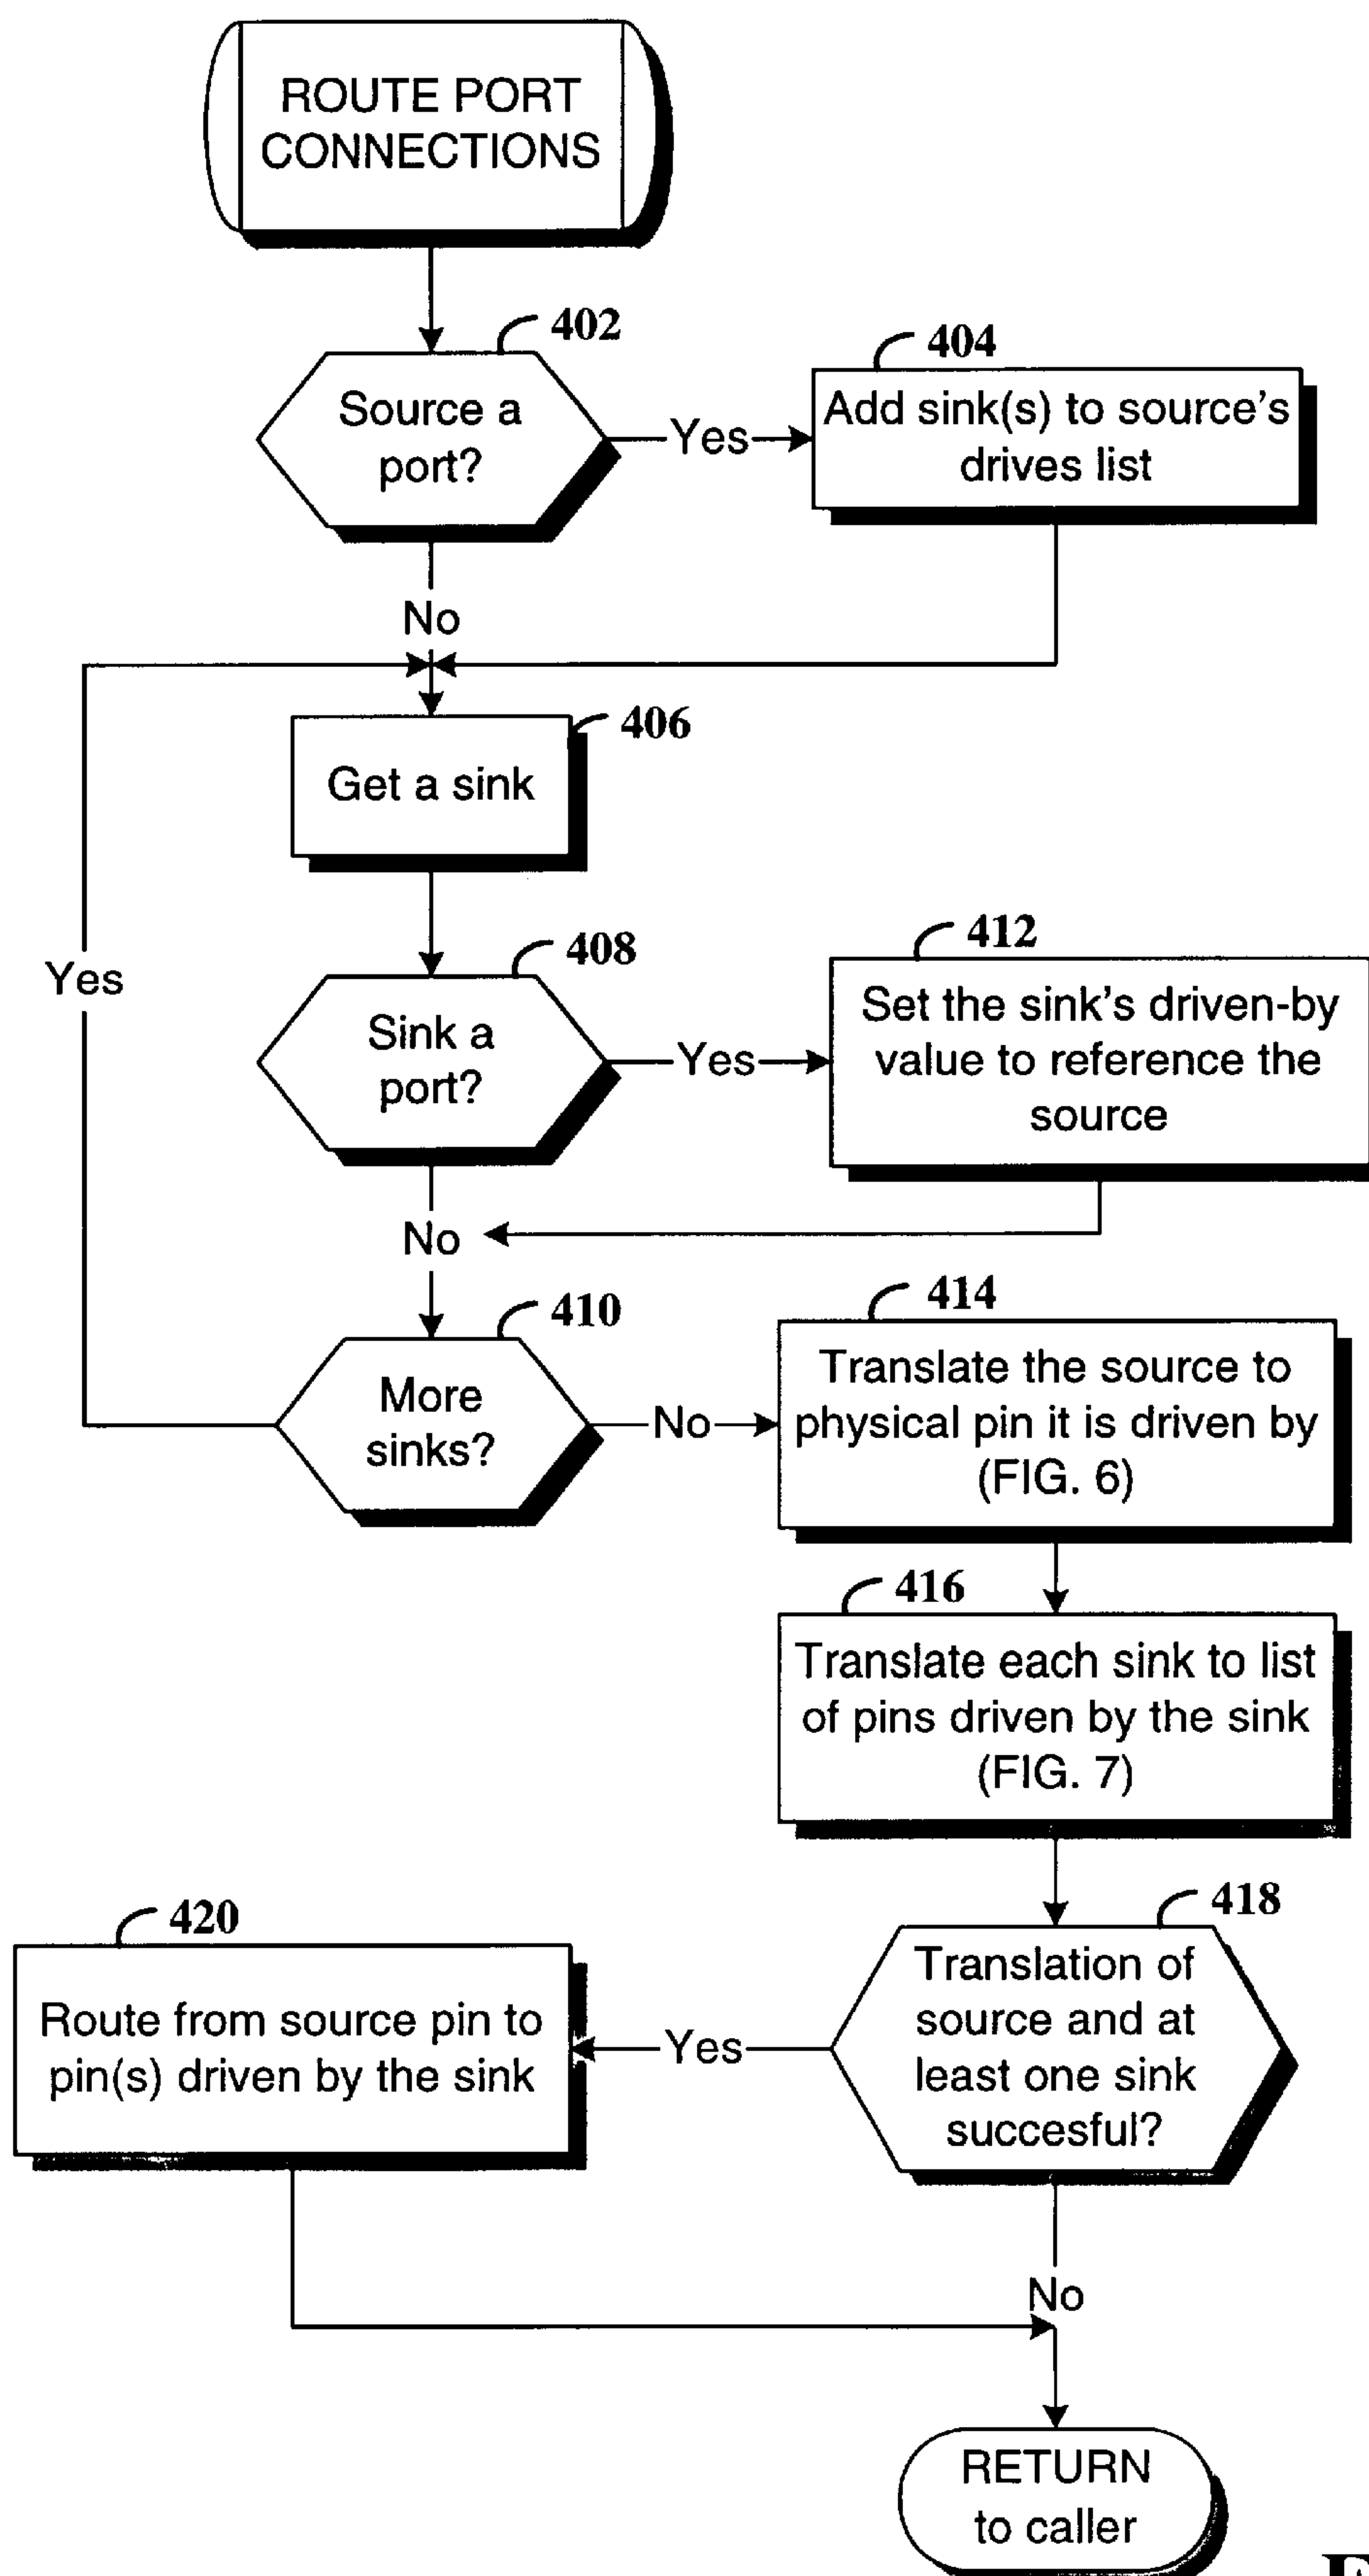 ROUTE PORT
CONNECTIONS
402
Source a
port?
Yes
404
Add sink(s) to source's
drives list
No
406
Get a sink
408
Sink a
port?
Yes
412
Set the sink's driven-by
value to reference the
source
Yes
No
410
More
sinks?
No
414
Translate the source to
physical pin it is driven by
(FIG. 6)
416
Translate each sink to list
of pins driven by the sink
(FIG. 7)
418
Translation of
source and at
least one sink
succesful?
Yes
420
Route from source pin to
pin(s) driven by the sink
No
RETURN
to caller